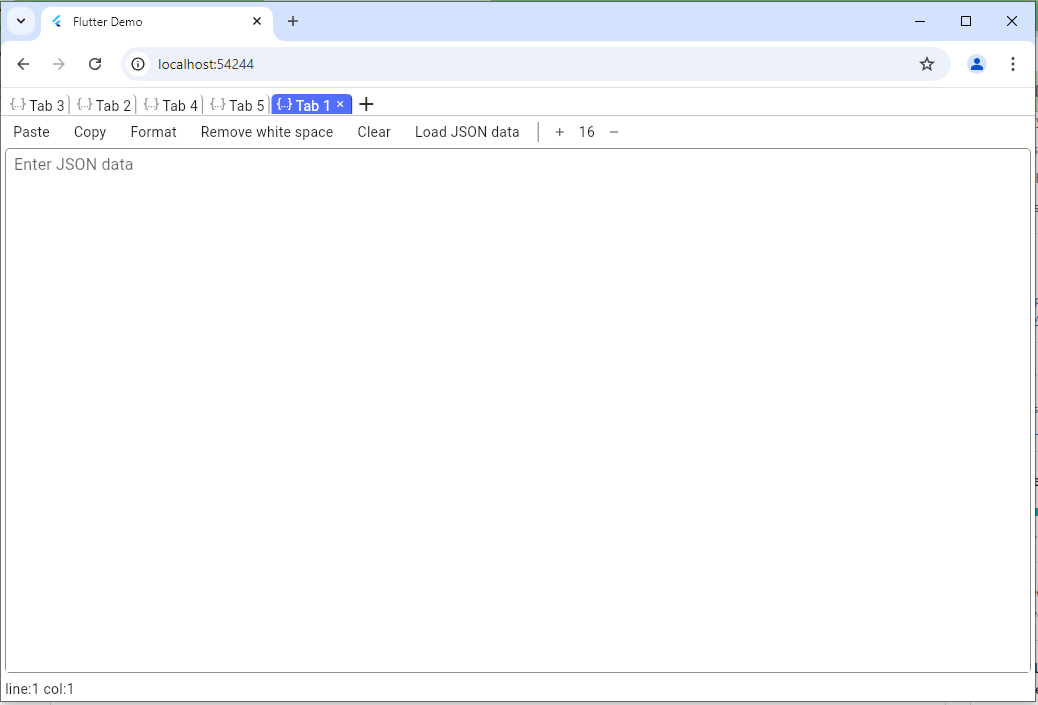 Flutter Demo
localhost:54244
{..} Tab 3 {..} Tab 2 {..} Tab 4 {..} Tab 5 {..} Tab 1
Paste Copy Format Remove white space Clear Load JSON data + 16 −
Enter JSON data
line:1 col:1